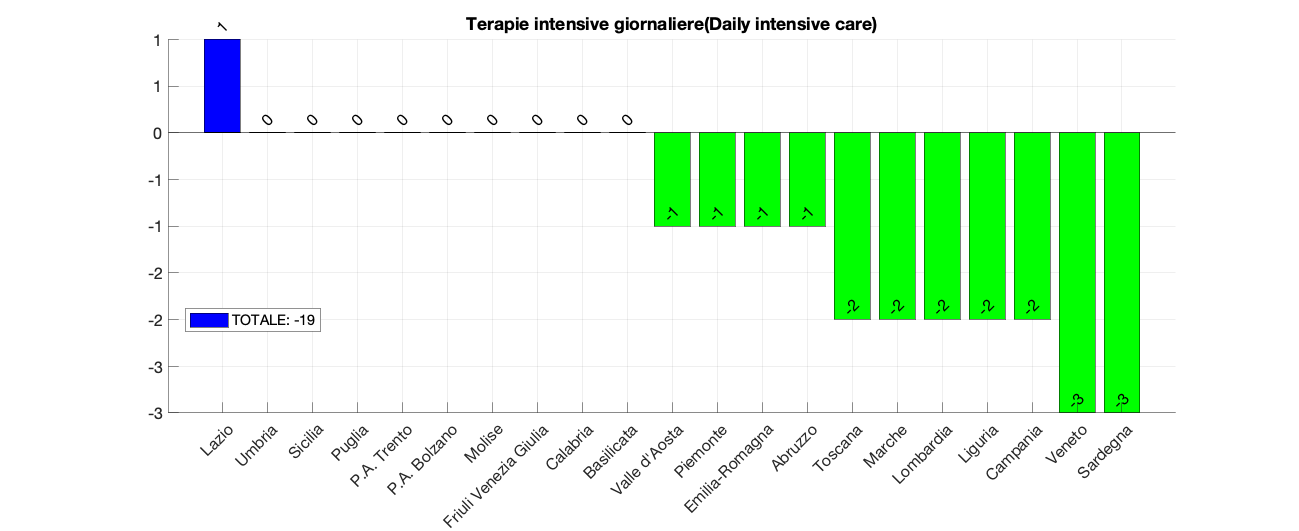 Terapie intensive giornaliere(Daily intensive care)
1
1
0
-1
-1
-2
-2
-3
-3
1
0
0
0
0
0
0
0
0
0
-1
-1
-1
-1
-2
-2
-2
-2
-2
-3
-3
TOTALE: -19
Lazio
Umbria
Sicilia
Puglia
P.A. Trento
P.A. Bolzano
Molise
Friuli Venezia Giulia
Calabria
Basilicata
Valle d'Aosta
Piemonte
Emilia-Romagna
Abruzzo
Toscana
Marche
Lombardia
Liguria
Campania
Veneto
Sardegna